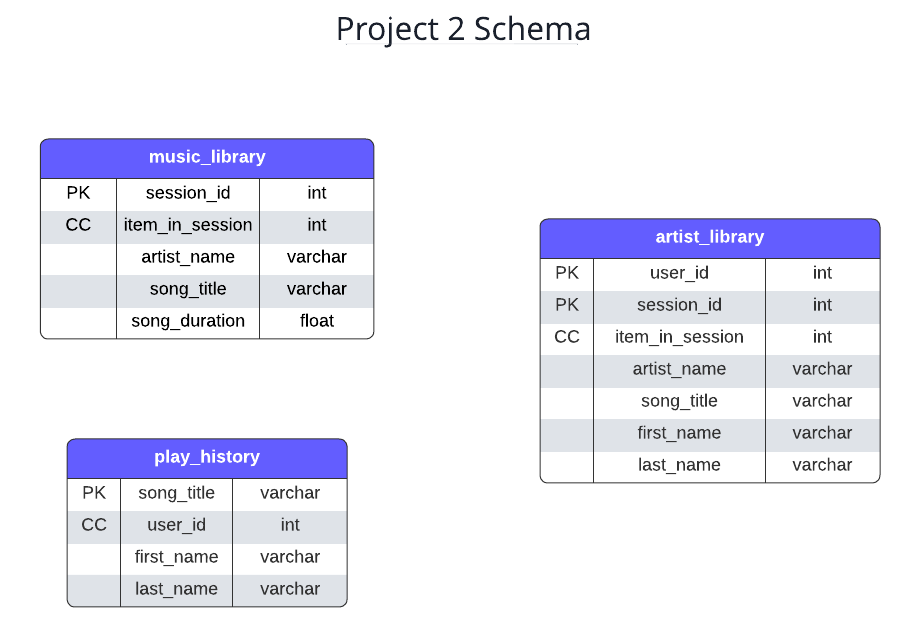 Project 2 Schema
music_library
PK session_id int
CC item_in_session int
artist_name varchar
song_title varchar
song_duration float
artist_library
PK user_id int
PK session_id int
CC item_in_session int
artist_name varchar
song_title varchar
first_name varchar
last_name varchar
play_history
PK song_title varchar
CC user_id int
first_name varchar
last_name varchar